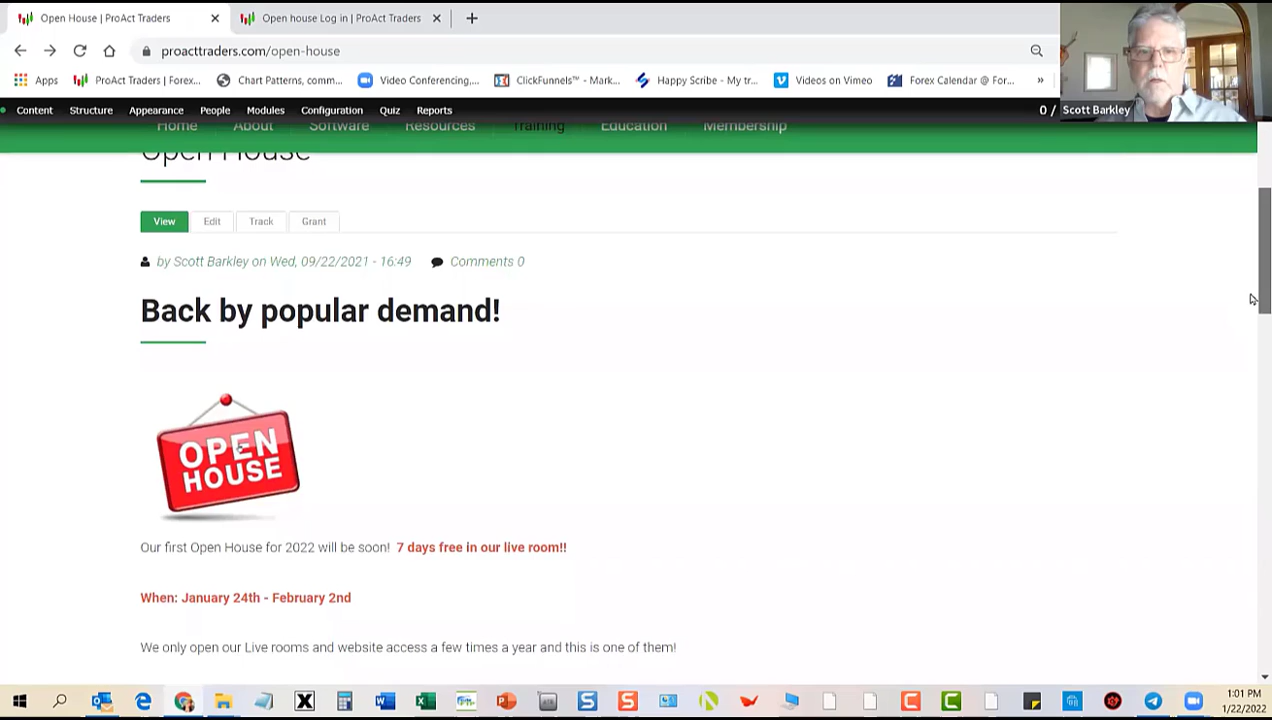 Open House | ProAct Traders
Open house Log in | ProAct Traders
proacttraders.com/open-house
Apps
ProAct Traders | Forex...
Chart Patterns, comm...
Video Conferencing,...
ClickFunnels™ - Mark...
Happy Scribe - My tr...
Videos on Vimeo
Forex Calendar @ For...
»
Content Structure Appearance People Modules Configuration Quiz Reports
0 /
Scott Barkley
Home About Software Resources Training Education Membership
Open House
View Edit Track Grant
by Scott Barkley on Wed, 09/22/2021 - 16:49 Comments 0
Back by popular demand!
OPEN
HOUSE
Our first Open House for 2022 will be soon! 7 days free in our live room!!
When: January 24th - February 2nd
We only open our Live rooms and website access a few times a year and this is one of them!
1:01 PM
1/22/2022